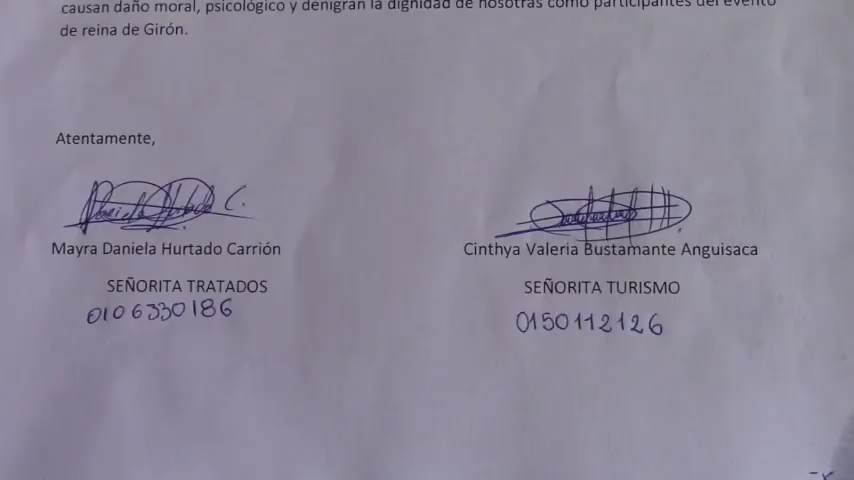 causan daño moral, psicológico y denigran la dignidad de nosotras como participantes del evento
de reina de Girón.
Atentamente,
Mayra Daniela Hurtado Carrión
Cinthya Valeria Bustamante Anguisaca
SEÑORITA TRATADOS
SEÑORITA TURISMO
0106330186
0150112126